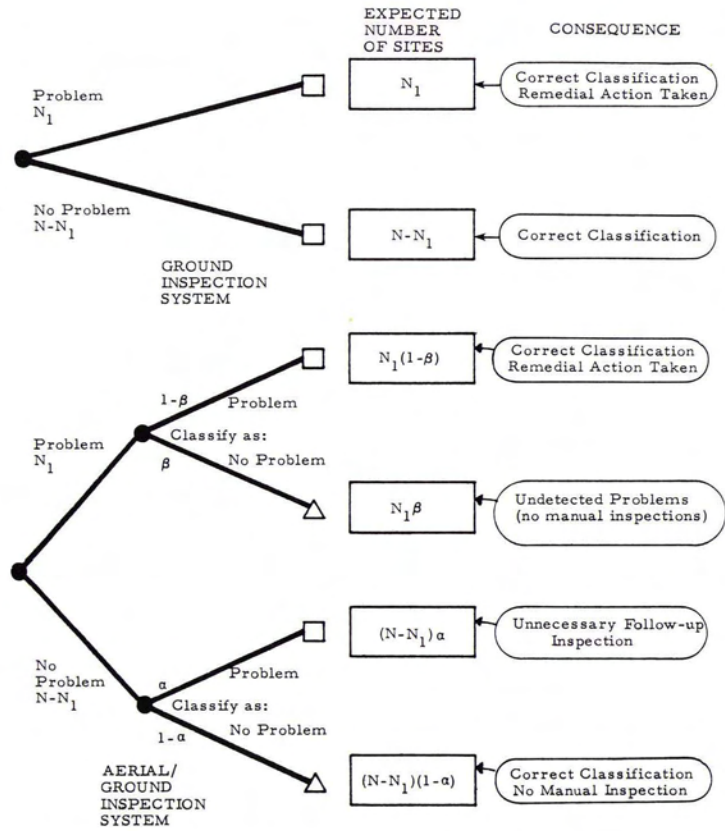 EXPECTED
NUMBER
OF SITES
CONSEQUENCE
Problem
N₁
N₁
Correct Classification
Remedial Action Taken
No Problem
N-N₁
N-N₁
Correct Classification
GROUND
INSPECTION
SYSTEM
N₁(1-β)
Correct Classification
Remedial Action Taken
1-β
Problem
Problem
N₁
Classify as:
β
No Problem
N₁β
Undetected Problems
(no manual inspections)
(N-N₁)α
Unnecessary Follow-up
Inspection
No
Problem
N-N₁
α
Problem
Classify as:
1-α
No Problem
(N-N₁)(1-α)
Correct Classification
No Manual Inspection
AERIAL/
GROUND
INSPECTION
SYSTEM